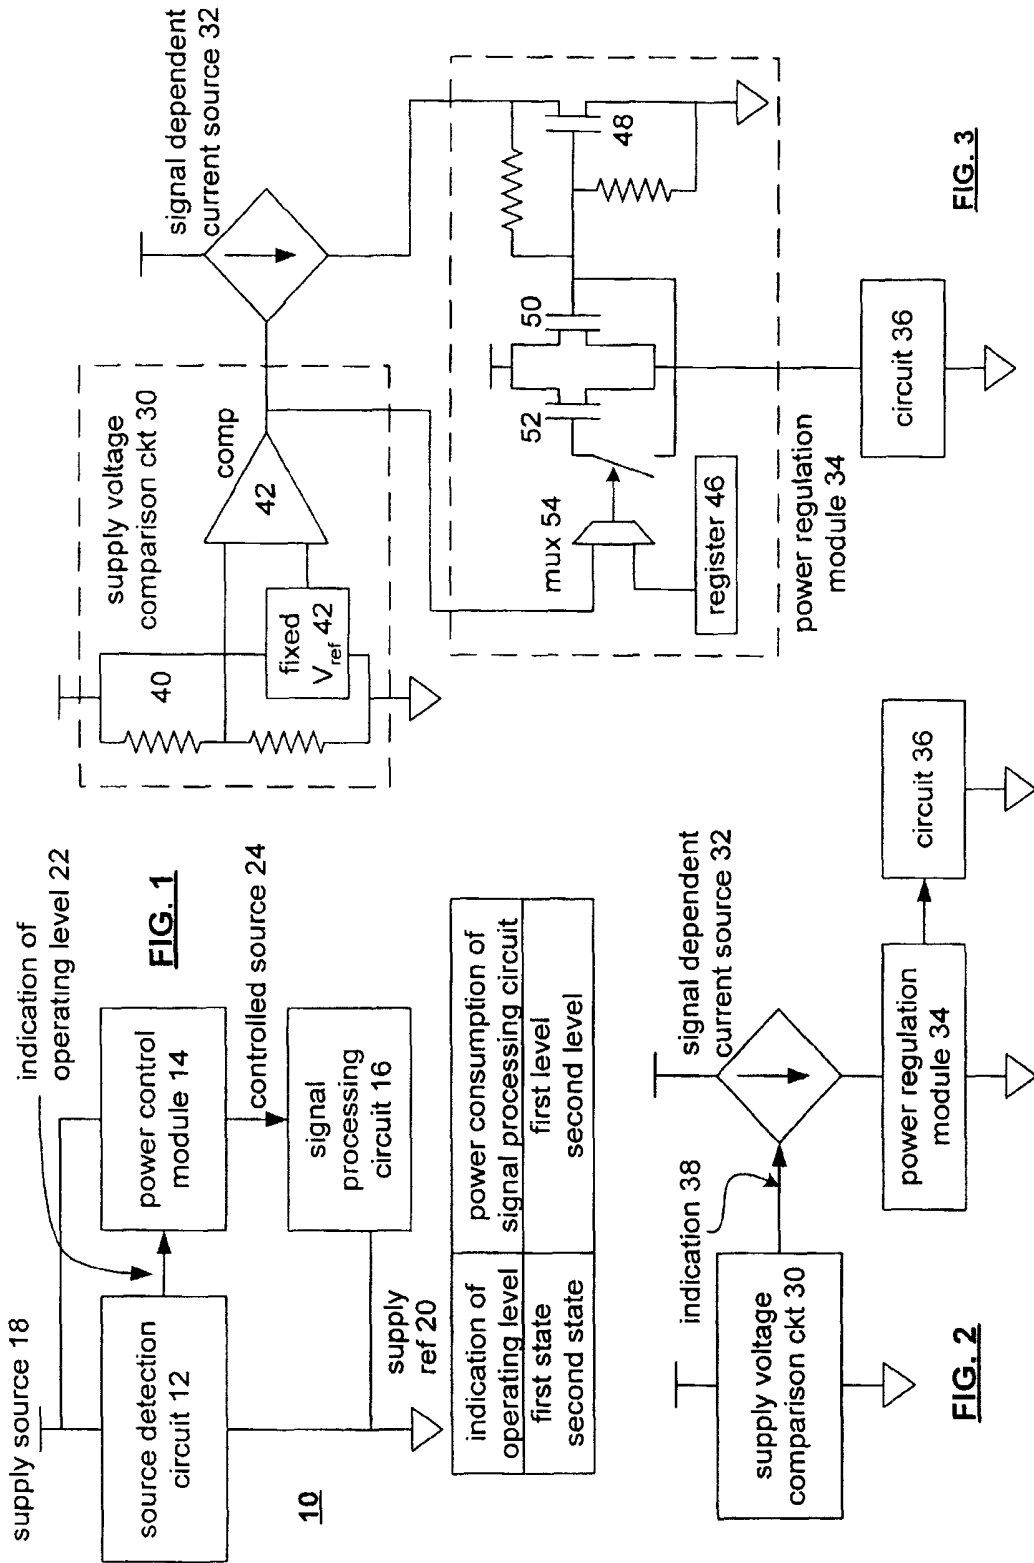 supply source 18
indication of
operating level 22
source detection
circuit 12
power control
module 14
FIG. 1
controlled source 24
signal
processing
circuit 16
supply
ref 20
10
indication of
operating level
power consumption of
signal processing circuit
first state
first level
second state
second level
indication 38
signal dependent
current source 32
supply voltage
comparison ckt 30
power regulation
module 34
circuit 36
FIG. 2
supply voltage
comparison ckt 30
signal dependent
current source 32
40
comp
42
fixed
Vref 42
mux 54
52
50
48
register 46
power regulation
module 34
circuit 36
FIG. 3